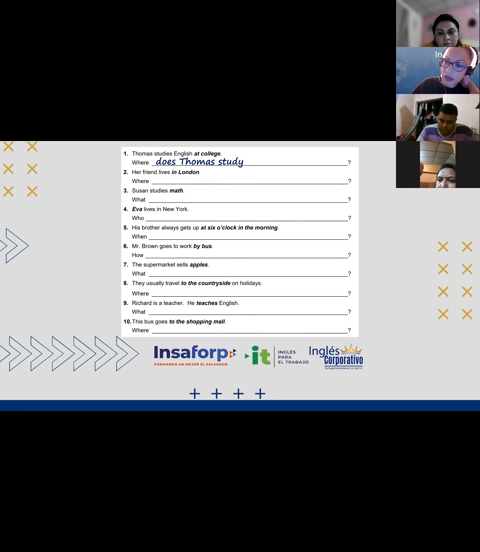 In
1. Thomas studies English at college.
Where does Thomas study ?
2. Her friend lives in London.
Where ?
3. Susan studies math.
What ?
4. Eva lives in New York.
Who ?
5. His brother always gets up at six o'clock in the morning.
When ?
6. Mr. Brown goes to work by bus.
How ?
7. The supermarket sells apples.
What ?
8. They usually travel to the countryside on holidays.
Where ?
9. Richard is a teacher. He teaches English.
What ?
10. This bus goes to the shopping mall.
Where ?
Insaforp
FORMANDO UN MEJOR EL SALVADOR
it
INGLÉS
PARA
EL TRABAJO
Inglés
Corporativo